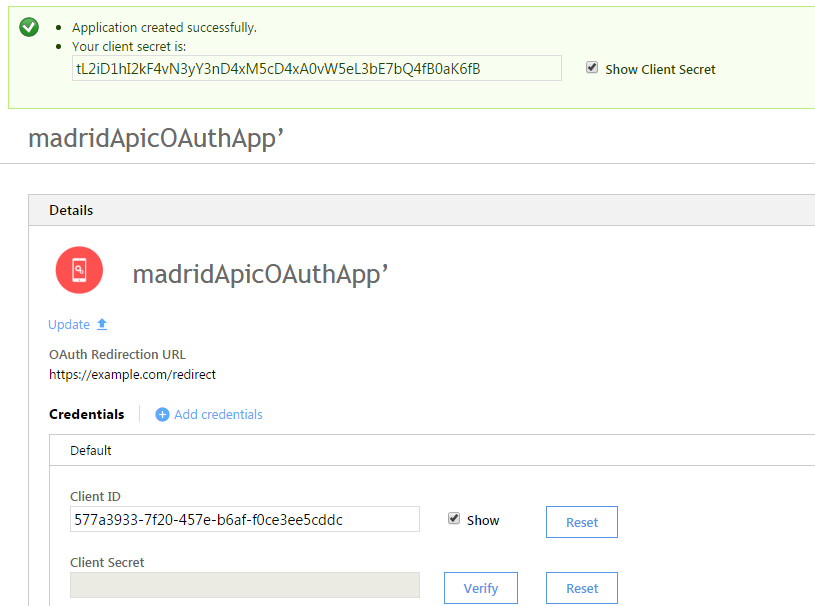 Application created successfully.
Your client secret is:
tL2iD1hI2kF4vN3yY3nD4xM5cD4xA0vW5eL3bE7bQ4fB0aK6fB
Show Client Secret
madridApicOAuthApp’
Details
madridApicOAuthApp’
Update
OAuth Redirection URL
https://example.com/redirect
Credentials
Add credentials
Default
Client ID
577a3933-7f20-457e-b6af-f0ce3ee5cddc
Show
Reset
Client Secret
Verify
Reset